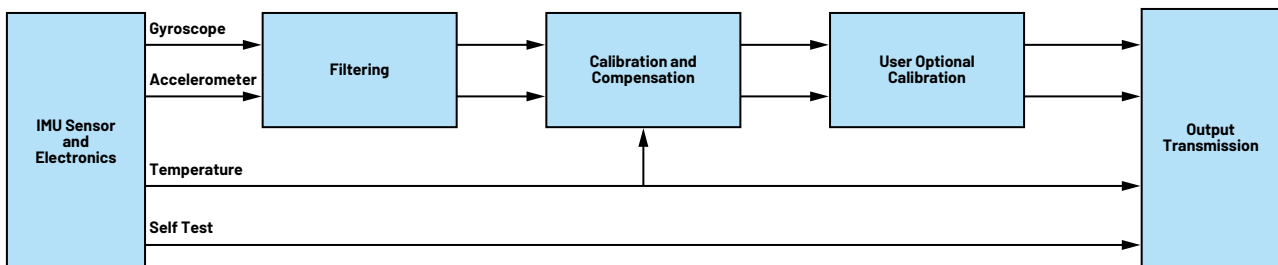 Gyroscope
Accelerometer
IMU Sensor
and
Electronics
Filtering
Calibration and
Compensation
User Optional
Calibration
Output
Transmission
Temperature
Self Test